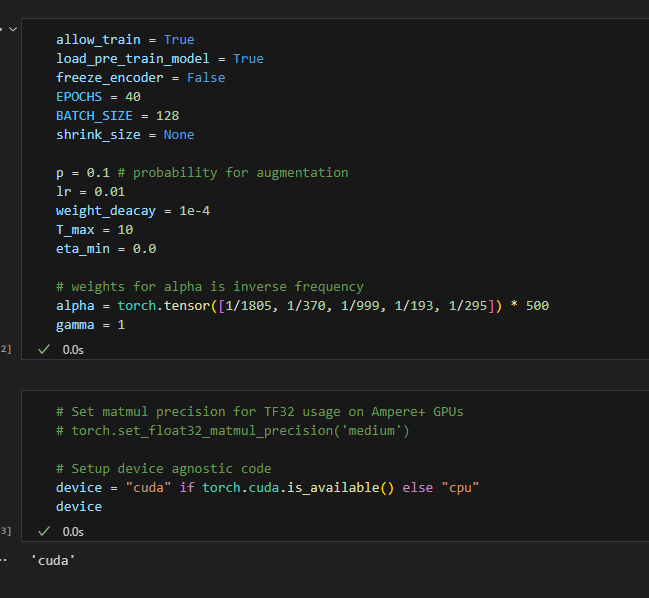 allow_train = True
load_pre_train_model = True
freeze_encoder = False
EPOCHS = 40
BATCH_SIZE = 128
shrink_size = None
p = 0.1 # probability for augmentation
lr = 0.01
weight_deacay = 1e-4
T_max = 10
eta_min = 0.0
# weights for alpha is inverse frequency
alpha = torch.tensor([1/1805, 1/370, 1/999, 1/193, 1/295]) * 500
gamma = 1
2] 0.0s
# Set matmul precision for TF32 usage on Ampere+ GPUs
# torch.set_float32_matmul_precision('medium')
# Setup device agnostic code
device = "cuda" if torch.cuda.is_available() else "cpu"
device
3] 0.0s
'cuda'